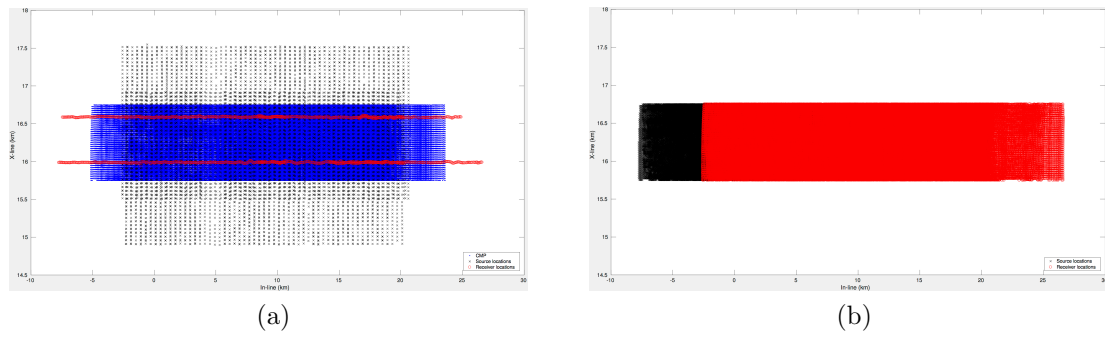 18
17.5
17
16.5
16
15.5
15
14.5
X-line (km)
-10 -5 0 5 10 15 20 25 30
In-line (km)
CMP
Source locations
Receiver locations
(a)
18
17.5
17
16.5
16
15.5
15
14.5
X-line (km)
-10 -5 0 5 10 15 20 25 30
In-line (km)
Source locations
Receiver locations
(b)